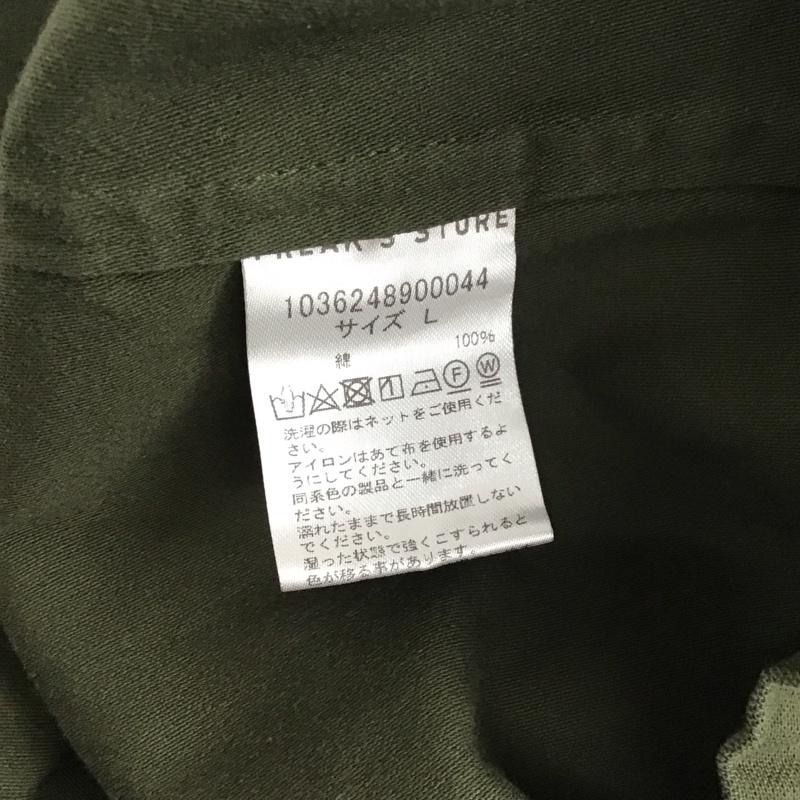 FREAK'S STORE
1036248900044
サイズ L
綿 100%
F W
洗濯の際はネットをご使用くだ
さい。
アイロンはあて布を使用するよ
うにしてください。
同系色の製品と一緒に洗ってく
ださい。
濡れたままで長時間放置しない
でください。
湿った状態で強くこすられると
色が移る事があります。